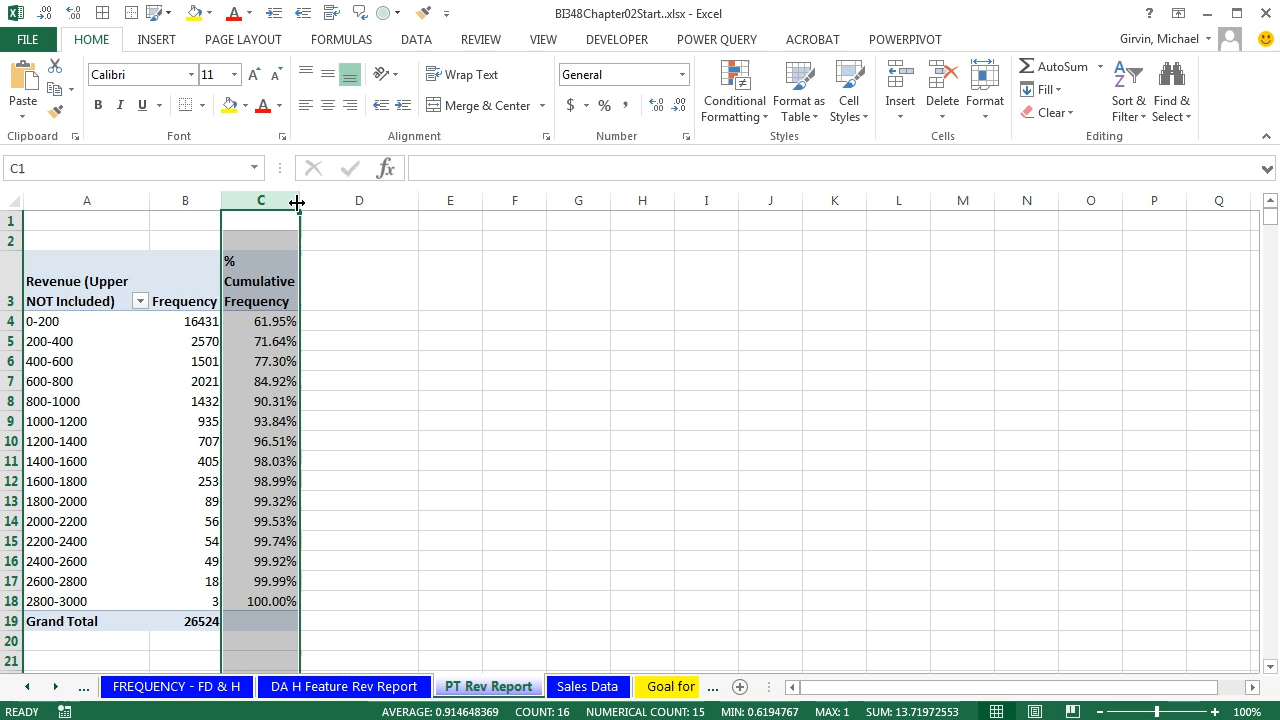 BI348Chapter02Start..xlsx - Excel
FILE HOME INSERT PAGE LAYOUT FORMULAS DATA REVIEW VIEW DEVELOPER POWER QUERY ACROBAT POWERPIVOT Girvin, Michael
Paste
Calibri 11
Wrap Text
Merge & Center
General
Conditional Formatting
Format as Table
Cell Styles
Insert Delete Format
AutoSum
Fill
Clear
Sort & Filter
Find & Select
Clipboard Font Alignment Number Styles Cells Editing
C1
A B C D E F G H I J K L M N O P Q
1
2
3 Revenue (Upper NOT Included) Frequency % Cumulative Frequency
4 0-200 16431 61.95%
5 200-400 2570 71.64%
6 400-600 1501 77.30%
7 600-800 2021 84.92%
8 800-1000 1432 90.31%
9 1000-1200 935 93.84%
10 1200-1400 707 96.51%
11 1400-1600 405 98.03%
12 1600-1800 253 98.99%
13 1800-2000 89 99.32%
14 2000-2200 56 99.53%
15 2200-2400 54 99.74%
16 2400-2600 49 99.92%
17 2600-2800 18 99.99%
18 2800-3000 3 100.00%
19 Grand Total 26524
20
21
... FREQUENCY - FD & H DA H Feature Rev Report PT Rev Report Sales Data Goal for ...
READY AVERAGE: 0.914648369 COUNT: 16 NUMERICAL COUNT: 15 MIN: 0.6194767 MAX: 1 SUM: 13.71972553 100%